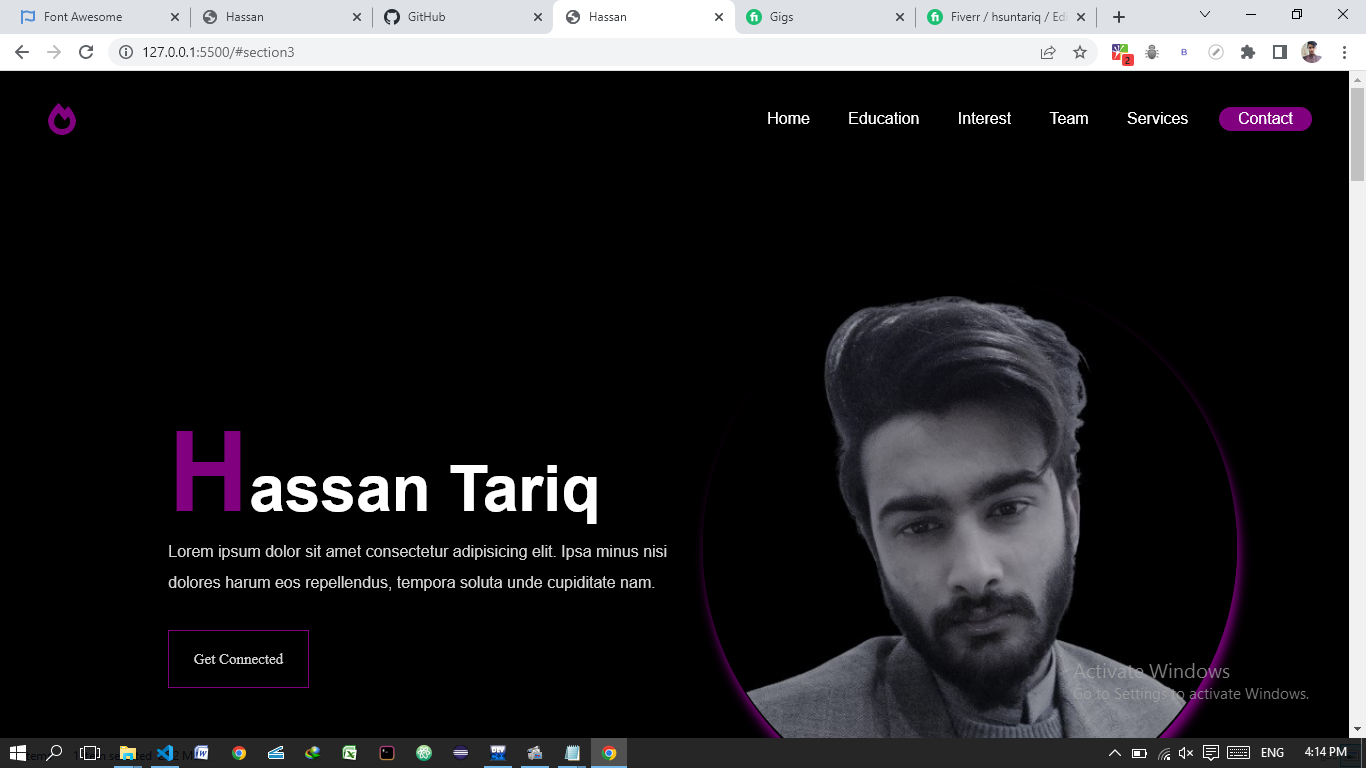 Font Awesome
Hassan
GitHub
Hassan
Gigs
Fiverr / hsuntariq / Edi
127.0.0.1:5500/#section3
B
2
Home Education Interest Team Services Contact
Hassan Tariq
Lorem ipsum dolor sit amet consectetur adipisicing elit. Ipsa minus nisi
dolores harum eos repellendus, tempora soluta unde cupiditate nam.
Get Connected
Activate Windows
Go to Settings to activate Windows.
ENG
4:14 PM